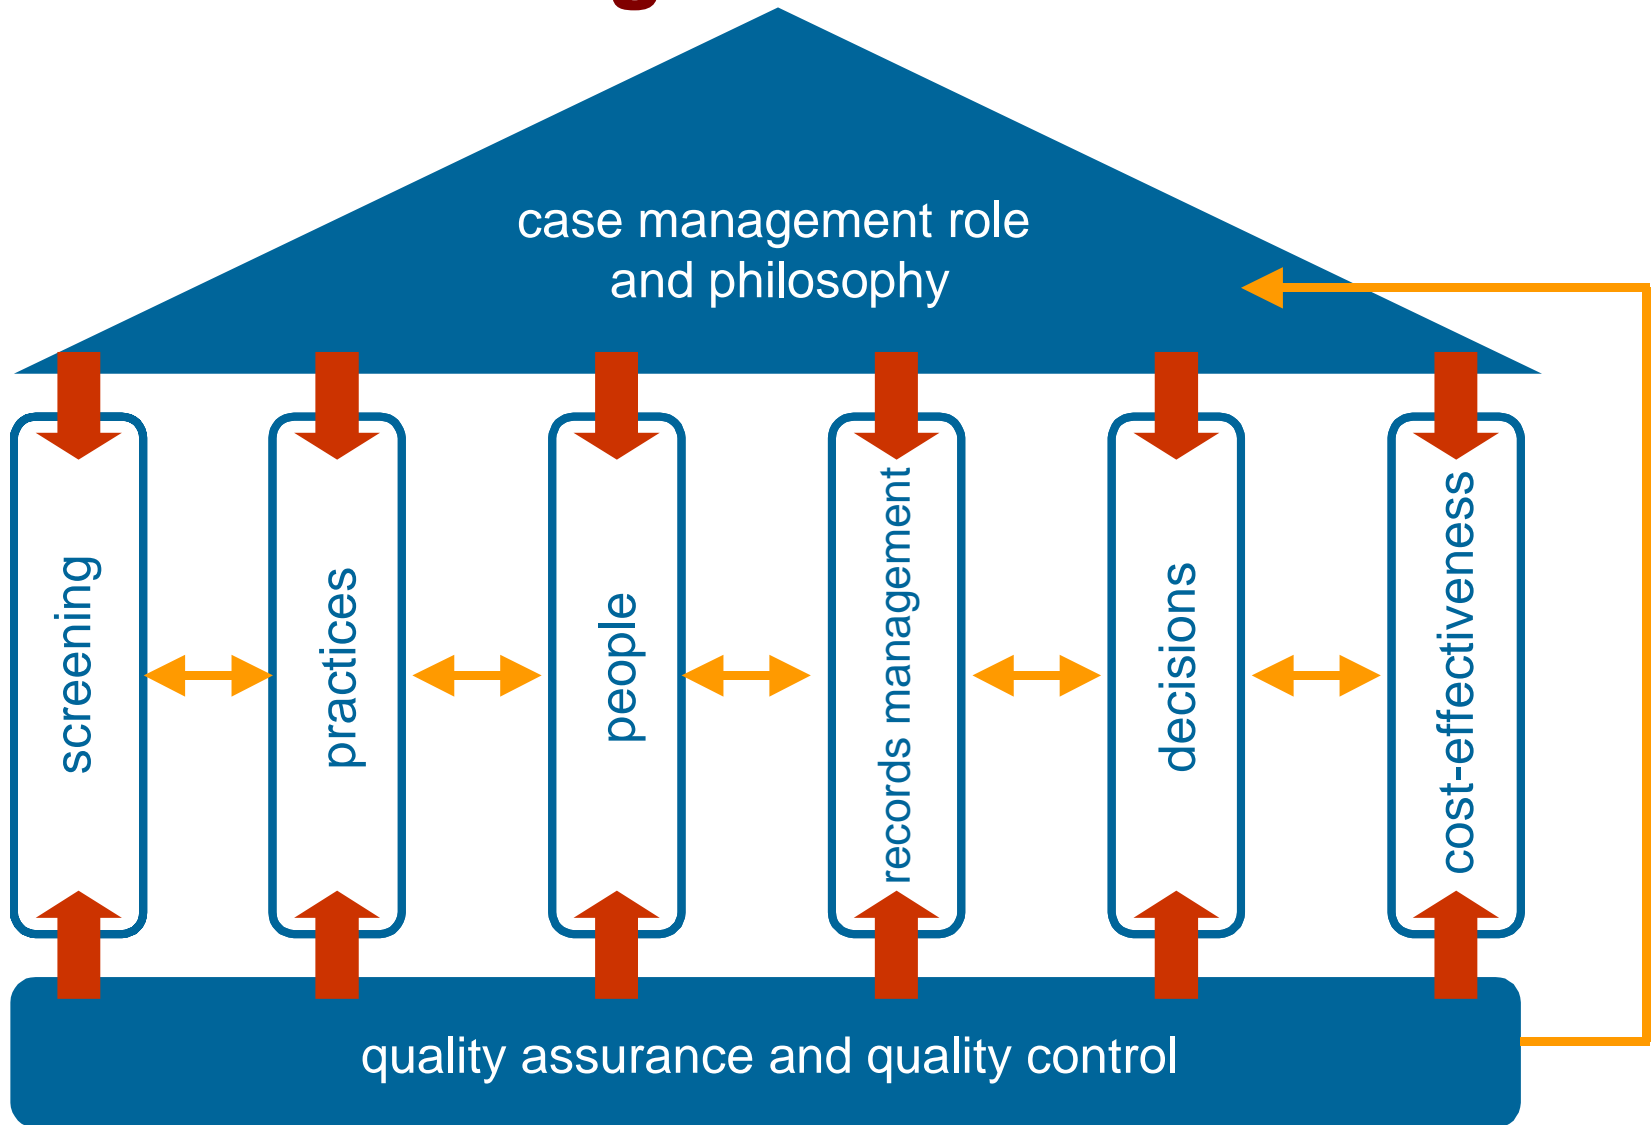 case management role
and philosophy
screening
practices
people
records management
decisions
cost-effectiveness
quality assurance and quality control